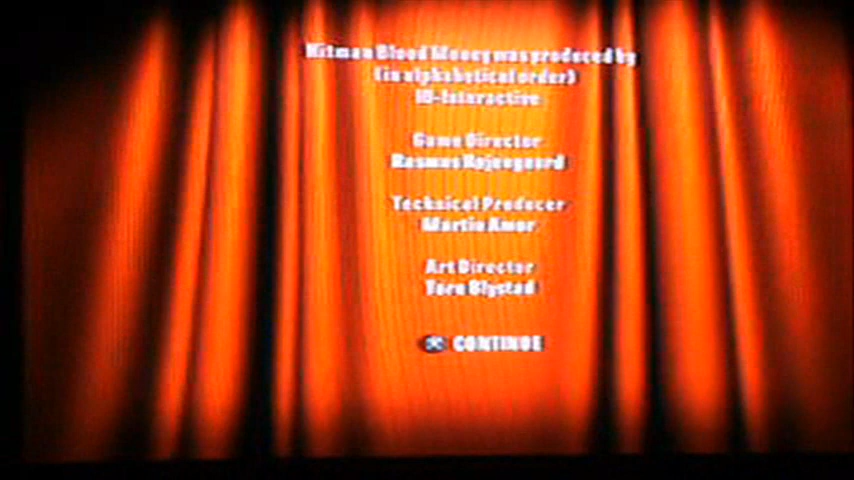 Hitman Blood Money was produced by
(in alphabetical order)
IO-Interactive
Game Director
Rasmus Højengaard
Technical Producer
Martin Amor
Art Director
Tore Blystad
CONTINUE